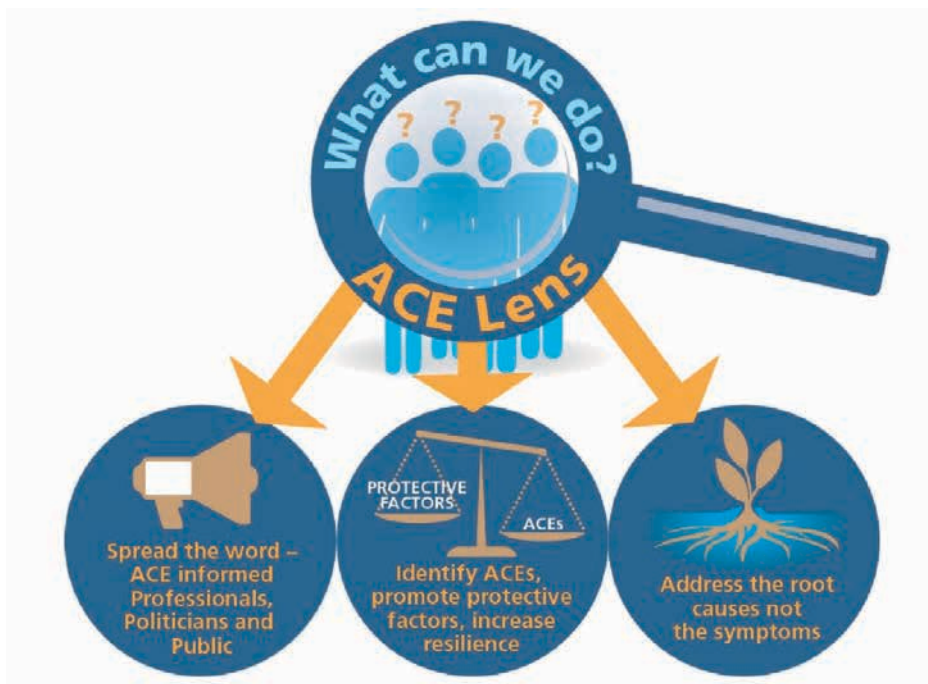 What can we do?
? ? ? ?
ACE Lens
Spread the word –
ACE informed
Professionals,
Politicians and
Public
PROTECTIVE
FACTORS
ACEs
Identify ACEs,
promote protective
factors, increase
resilience
Address the root
causes not
the symptoms